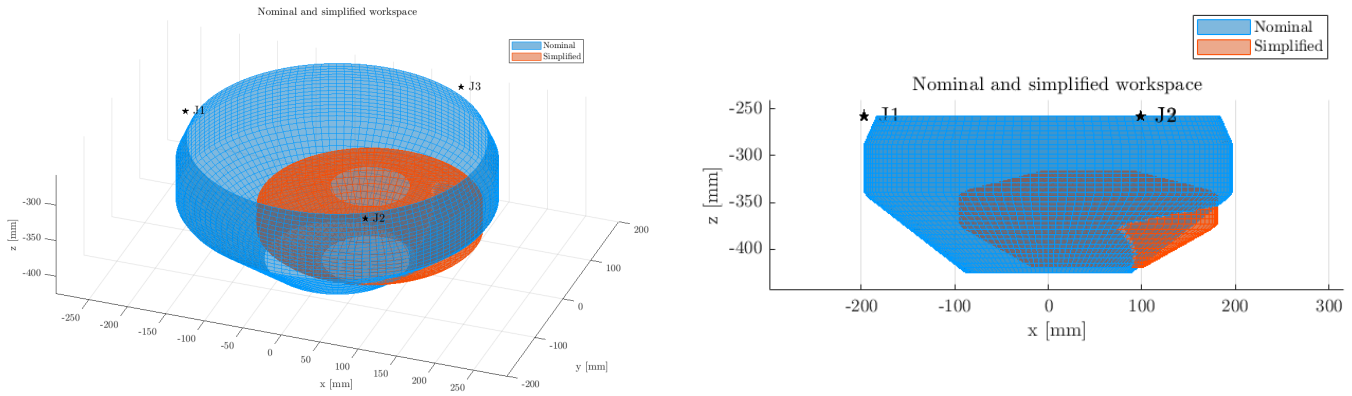 Nominal and simplified workspace
Nominal
Simplified
J3
J1
J2
z [mm]
-300
-350
-400
-250
-200
-150
-100
-50
0
50
100
150
200
250
x [mm]
200
100
0
-100
-200
y [mm]
Nominal
Simplified
Nominal and simplified workspace
-250
-300
-350
-400
z [mm]
J1
J2
-200
-100
0
100
200
300
x [mm]